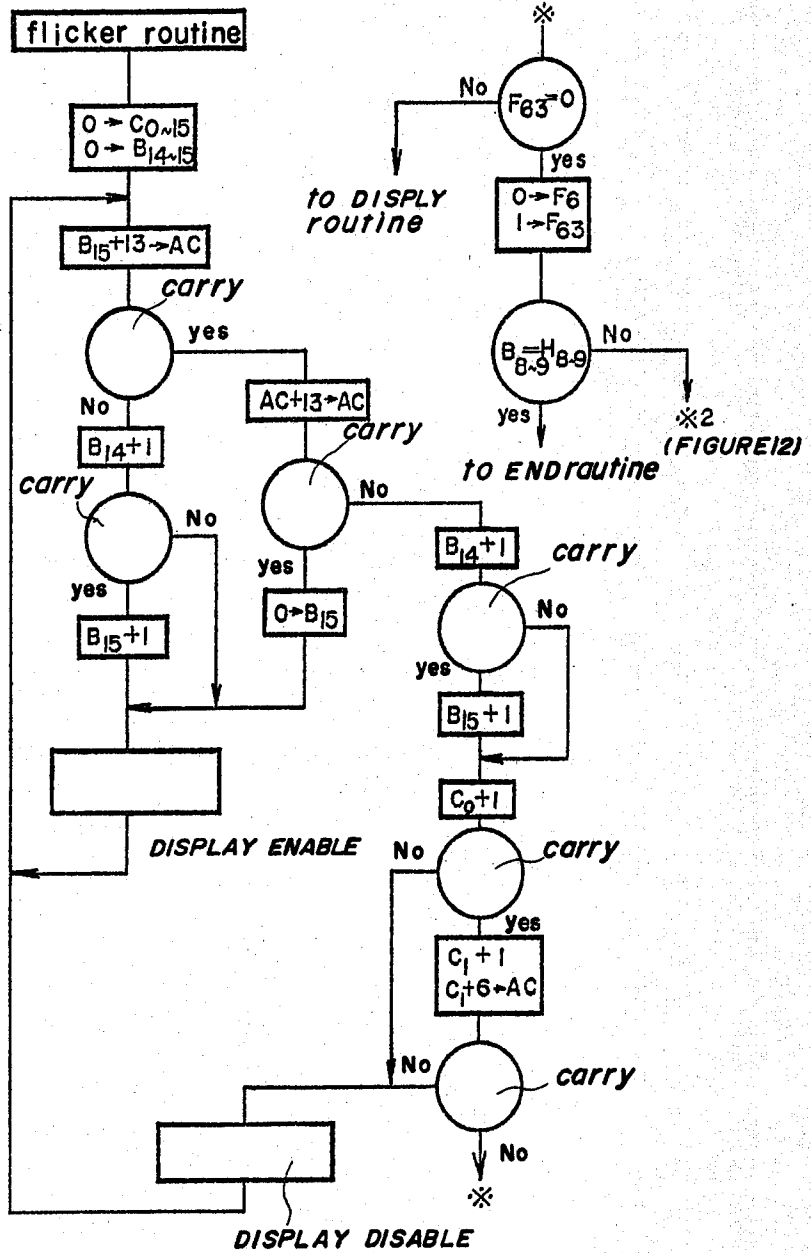 flicker routine
0→C0~15
0→B14~15
B15+13→AC
carry
yes
No
B14+1
carry
No
yes
B15+1
AC+13→AC
carry
No
yes
0→B15
DISPLAY ENABLE
B14+1
carry
No
yes
B15+1
C0+1
carry
No
yes
C1+1
C1+6→AC
carry
No
No
※
DISPLAY DISABLE
※
F63=0
No
to DISPLY
routine
yes
0→F6
1→F63
B8~9=H8~9
No
※2
(FIGURE12)
yes
to END rautine